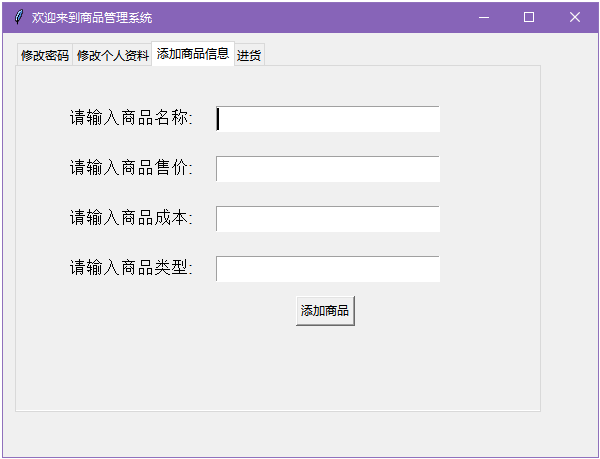 欢迎来到商品管理系统
修改密码 修改个人资料 添加商品信息 进货
请输入商品名称:
请输入商品售价:
请输入商品成本:
请输入商品类型:
添加商品